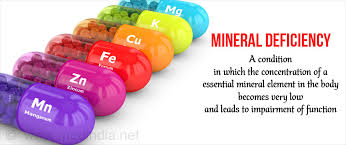 MINERAL DEFICIENCY
A condition
in which the concentration of a
essential mineral element in the body
becomes very low
and leads to impairment of function
K
Cu
Fe
Zn
Mn